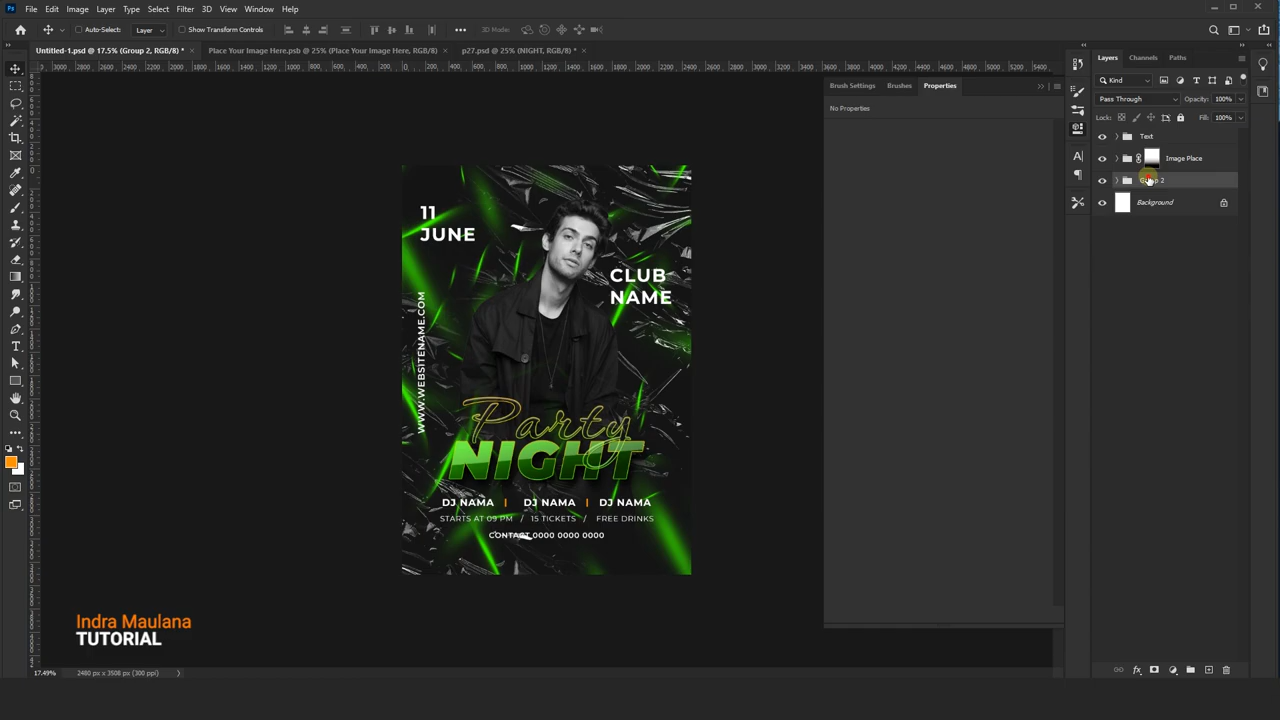 File Edit Image Layer Type Select Filter 3D View Window Help
Auto-Select: Layer Show Transform Controls 3D Mode:
Untitled-1.psd @ 17.5% (Group 2, RGB/8) * Place Your Image Here.psb @ 25% (Place Your Image Here, RGB/8) p27.psd @ 25% (NIGHT, RGB/8) *
Brush Settings Brushes Properties
No Properties
Layers Channels Paths
Kind
Pass Through Opacity: 100%
Lock: Fill: 100%
Text
Image Place
Group 2
Background
11
JUNE
CLUB
NAME
WWW.WEBSITENAME.COM
Party
NIGHT
DJ NAMA | DJ NAMA | DJ NAMA
STARTS AT 09 PM / 15 TICKETS / FREE DRINKS
CONTACT 0000 0000 0000
Indra Maulana
TUTORIAL
17.49% 2480 px x 3508 px (300 ppi)